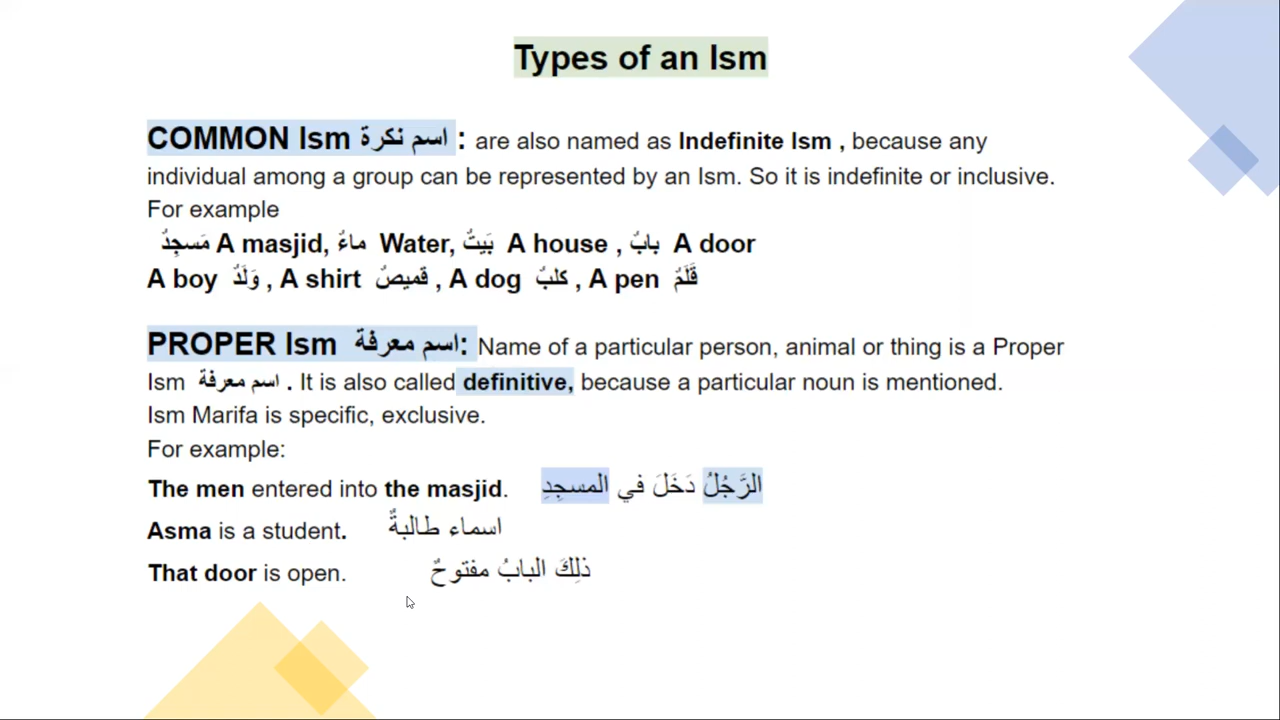 Types of an Ism
COMMON Ism اسم نكرة : are also named as Indefinite Ism , because any
individual among a group can be represented by an Ism. So it is indefinite or inclusive.
For example
مَسجِدٌ A masjid, ماءٌ Water, بَيتٌ A house , بابٌ A door
A boy وَلَدٌ , A shirt قميصٌ , A dog كلبٌ , A pen قَلَمٌ
PROPER Ism اسم معرفة: Name of a particular person, animal or thing is a Proper
Ism اسم معرفة . It is also called definitive, because a particular noun is mentioned.
Ism Marifa is specific, exclusive.
For example:
The men entered into the masjid. الرَّجُلُ دَخَلَ في المسجِدِ
Asma is a student. اسماء طالبةٌ
That door is open. ذلِكَ البابُ مفتوحٌ